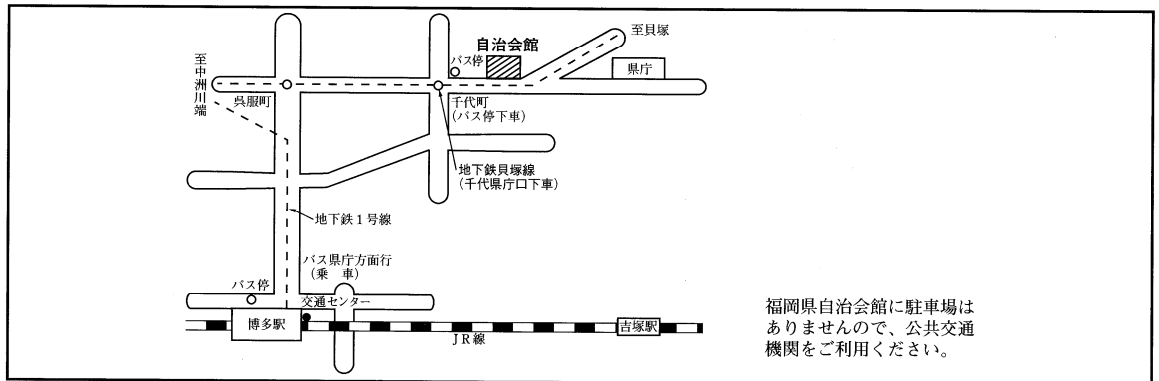 至貝塚
自治会館
バス停
県庁
至中洲川端
呉服町
千代町
(バス停下車)
地下鉄貝塚線
(千代県庁口下車)
地下鉄1号線
バス県庁方面行
(乗 車)
バス停
交通センター
博多駅
吉塚駅
JR線
福岡県自治会館に駐車場は
ありませんので、公共交通
機関をご利用ください。